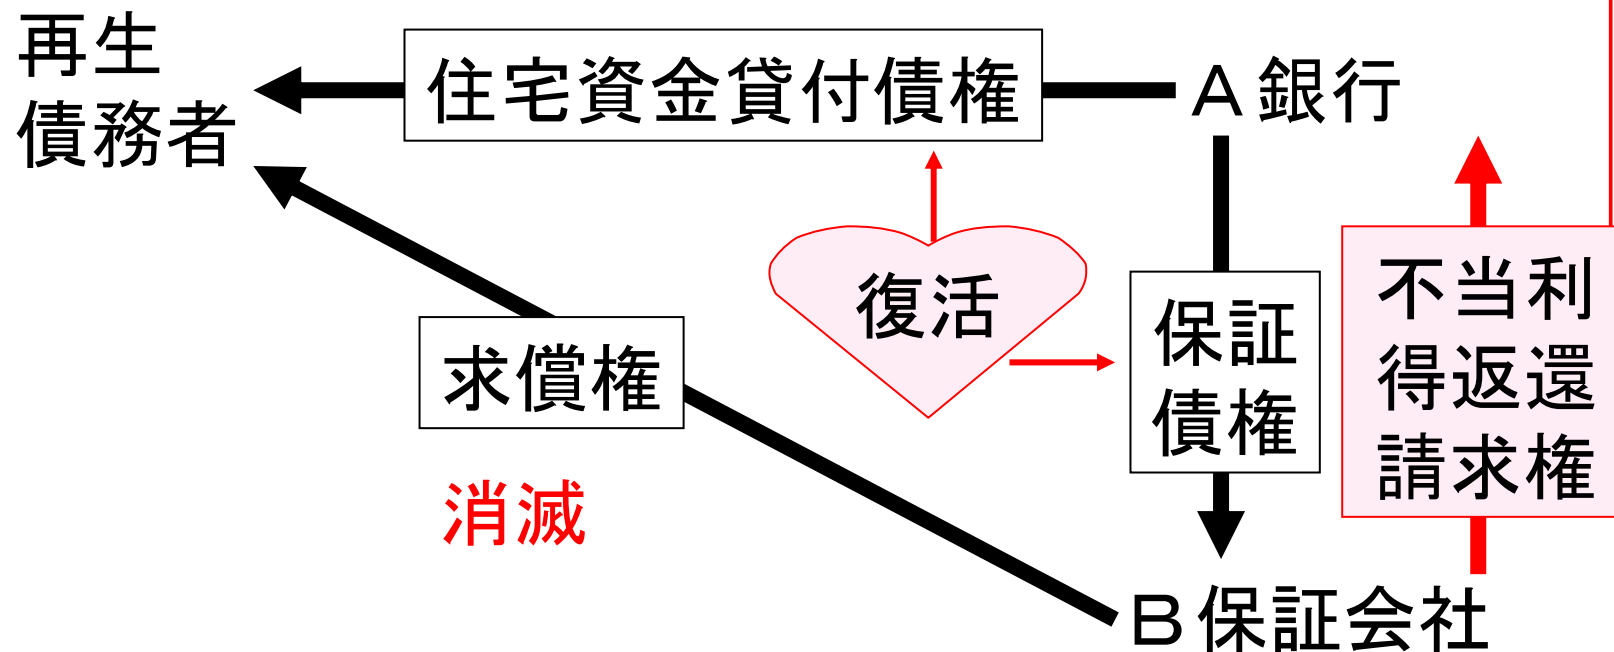 再生
債務者
住宅資金貸付債権
Ａ銀行
復活
保証
債権
不当利
得返還
請求権
求償権
消滅
Ｂ保証会社